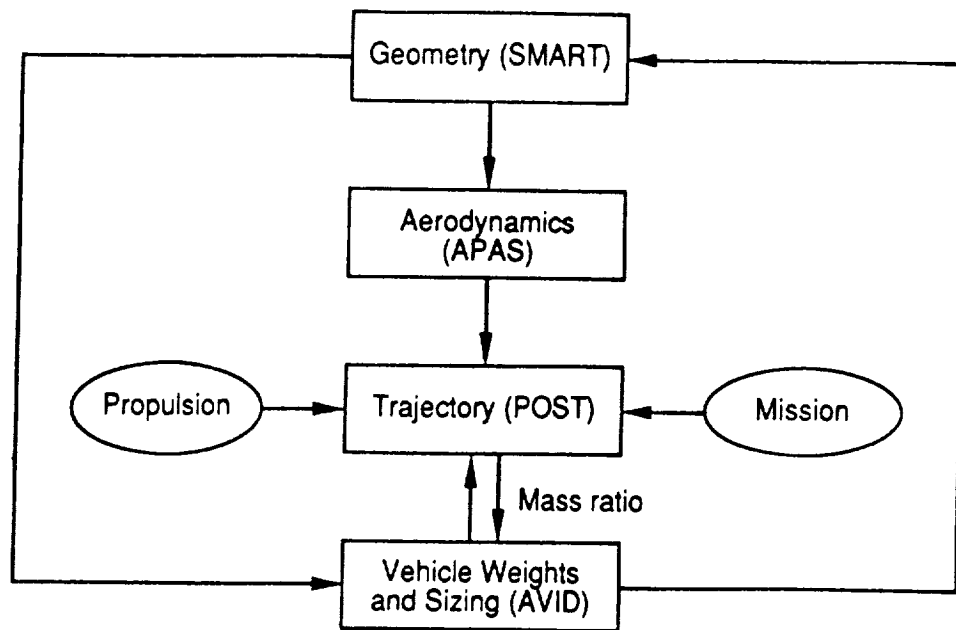 Geometry (SMART)
Aerodynamics
(APAS)
Propulsion
Trajectory (POST)
Mission
Mass ratio
Vehicle Weights
and Sizing (AVID)